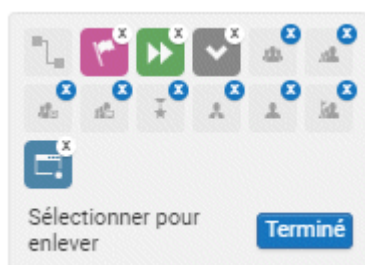 x x x x x
x x x x x x
x
Sélectionner pour
enlever
Terminé